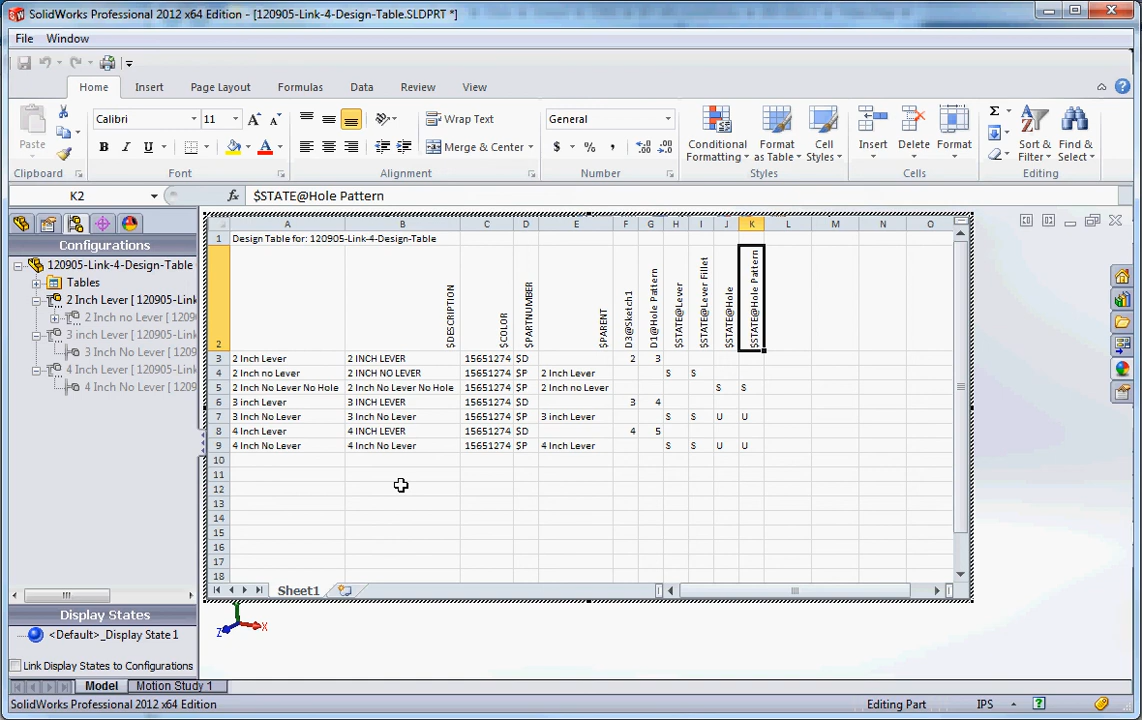 SolidWorks Professional 2012 x64 Edition - [120905-Link-4-Design-Table.SLDPRT *]
File Window
Home Insert Page Layout Formulas Data Review View
Paste
Calibri 11 A A
Wrap Text
General
Conditional Formatting
Format as Table
Cell Styles
Insert Delete Format
Σ
Sort & Filter
Find & Select
B I U A
Merge & Center
$ % ,
Clipboard Font Alignment Number Styles Cells Editing
K2 fx $STATE@Hole Pattern
Configurations
120905-Link-4-Design-Table
Tables
2 Inch Lever [ 120905-Link
2 Inch no Lever [ 1209
3 inch Lever [ 120905-Lin
3 Inch No Lever [ 1209
4 Inch Lever [ 120905-Lin
4 Inch No Lever [ 1209
A B C D E F G H I J K L M N O
1 Design Table for: 120905-Link-4-Design-Table
2 $DESCRIPTION $COLOR $PARTNUMBER $PARENT D3@Sketch1 D1@Hole Pattern $STATE@Lever $STATE@Lever Fillet $STATE@Hole $STATE@Hole Pattern
3 2 Inch Lever 2 INCH LEVER 15651274 $D 2 3
4 2 Inch no Lever 2 INCH NO LEVER 15651274 $P 2 Inch Lever S S
5 2 Inch No Lever No Hole 2 Inch No Lever No Hole 15651274 $P 2 Inch no Lever S S
6 3 inch Lever 3 INCH LEVER 15651274 $D 3 4
7 3 Inch No Lever 3 Inch No Lever 15651274 $P 3 inch Lever S S U U
8 4 Inch Lever 4 INCH LEVER 15651274 $D 4 5
9 4 Inch No Lever 4 Inch No Lever 15651274 $P 4 Inch Lever S S U U
10
11
12
13
14
15
16
17
18
Sheet1
Display States
<Default>_Display State 1
Link Display States to Configurations
Z X
Model Motion Study 1
SolidWorks Professional 2012 x64 Edition Editing Part IPS